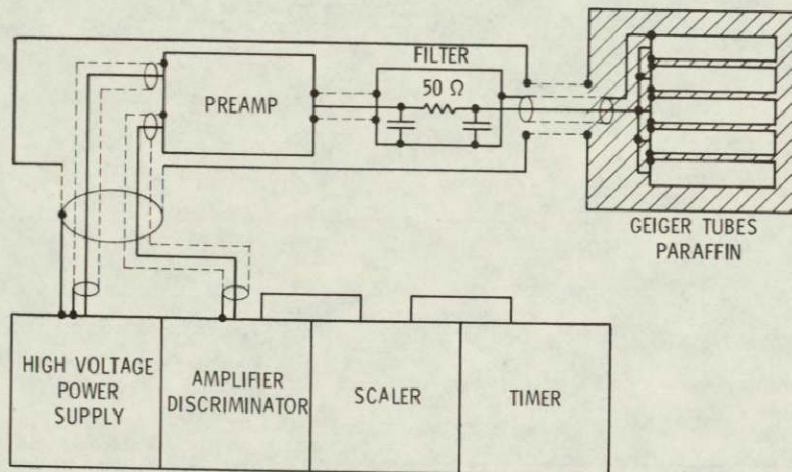 FILTER
50 Ω
PREAMP
GEIGER TUBES
PARAFFIN
HIGH VOLTAGE
POWER
SUPPLY
AMPLIFIER
DISCRIMINATOR
SCALER
TIMER